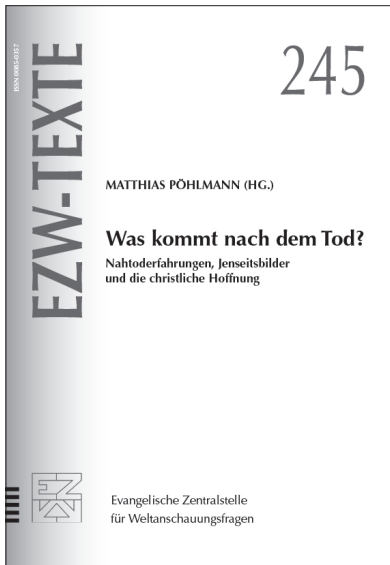 ISSN 0085-0357
EZW-TEXTE
245
MATTHIAS PÖHLMANN (HG.)
Was kommt nach dem Tod?
Nahtoderfahrungen, Jenseitsbilder
und die christliche Hoffnung
EZW
Evangelische Zentralstelle
für Weltanschauungsfragen